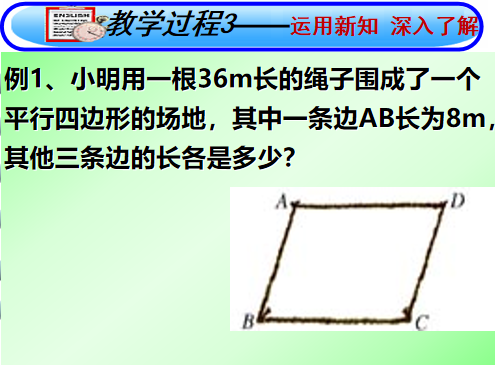 ENGLISH
教学过程3——运用新知 深入了解
例1、小明用一根36m长的绳子围成了一个
平行四边形的场地，其中一条边AB长为8m，
其他三条边的长各是多少？
A D
B C